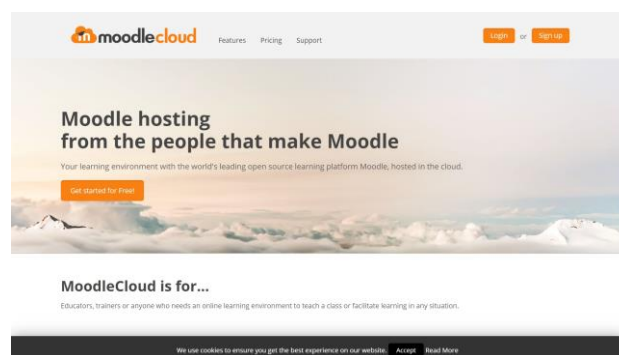 moodlecloud
Features Pricing Support
Login or Sign up
Moodle hosting
from the people that make Moodle
Your learning environment with the world's leading open source learning platform Moodle, hosted in the cloud.
Get started for Free!
MoodleCloud is for...
Educators, trainers or anyone who needs an online learning environment to teach a class or facilitate learning in any situation.
We use cookies to ensure you get the best experience on our website. Accept Read More